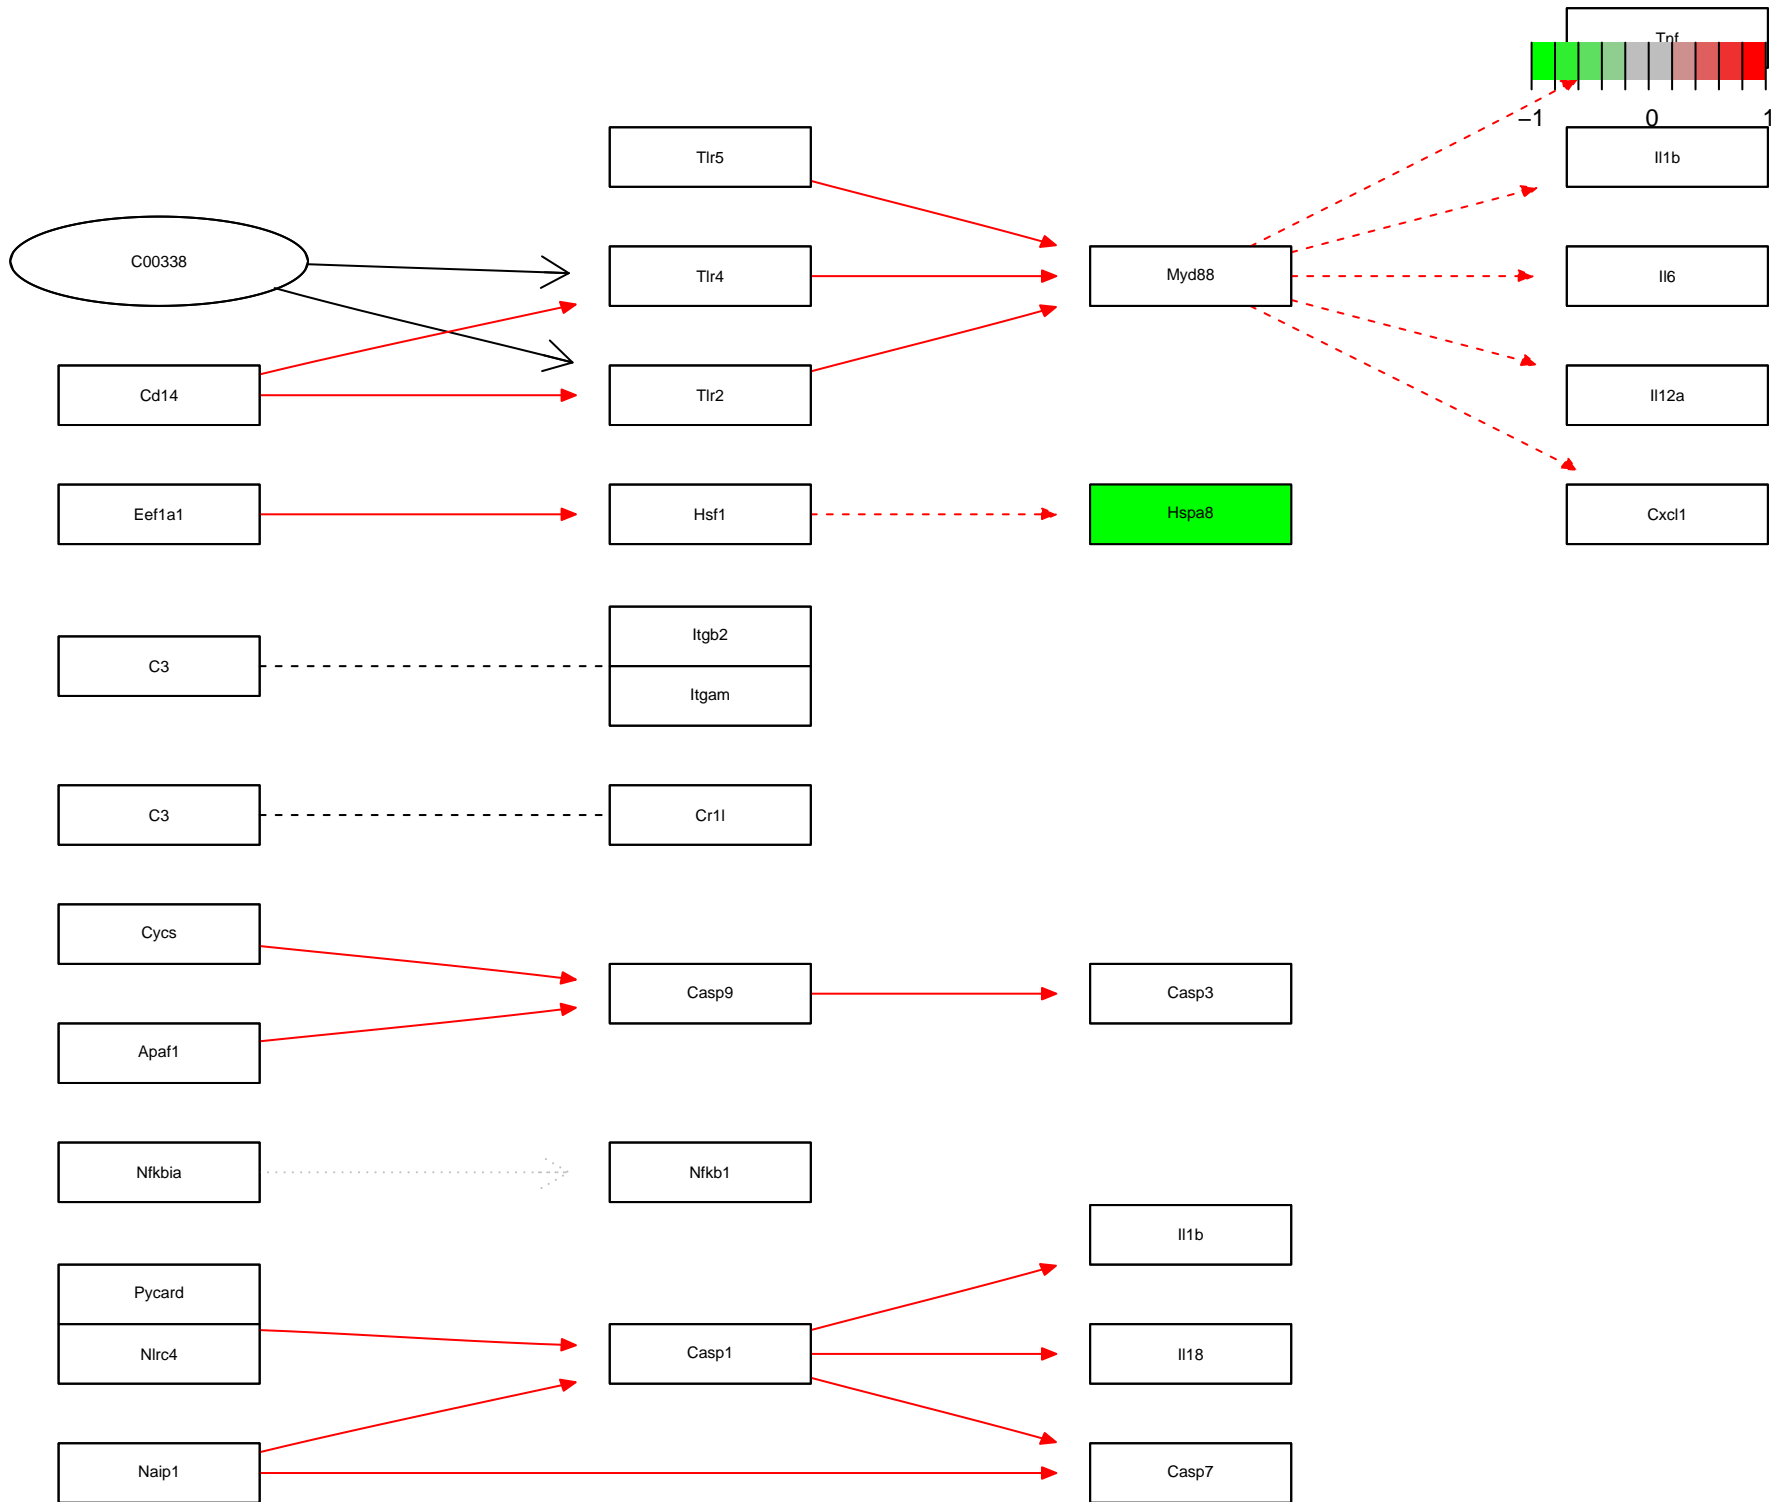 Tnf
−1 0 1
Tlr5
Il1b
C00338
Tlr4
Myd88
Il6
Cd14
Tlr2
Il12a
Eef1a1
Hsf1
Hspa8
Cxcl1
C3
Itgb2
Itgam
C3
Cr1l
Cycs
Casp9
Casp3
Apaf1
Nfkbia
Nfkb1
Il1b
Pycard
Nlrc4
Casp1
Il18
Naip1
Casp7